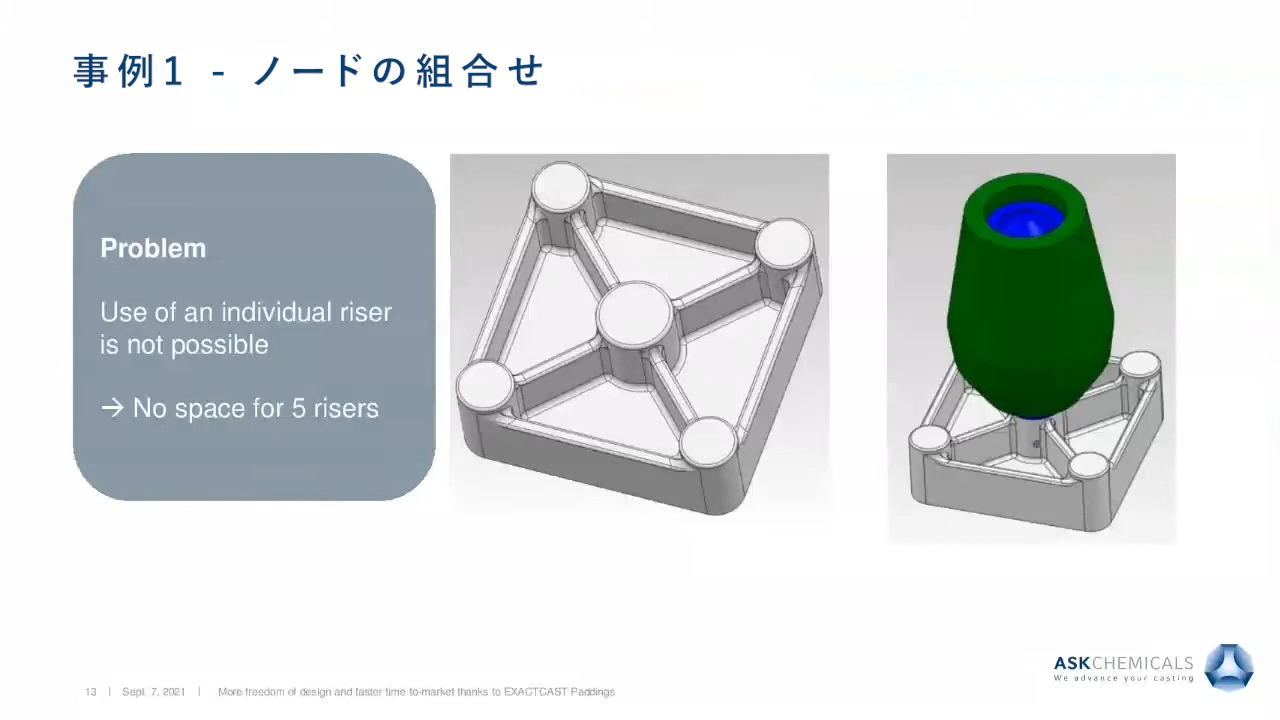 事例1 - ノードの組合せ
Problem
Use of an individual riser
is not possible
→ No space for 5 risers
ASKCHEMICALS
We advance your casting
13 | Sept. 7, 2021 | More freedom of design and faster time-to-market thanks to EXACTCAST Paddings